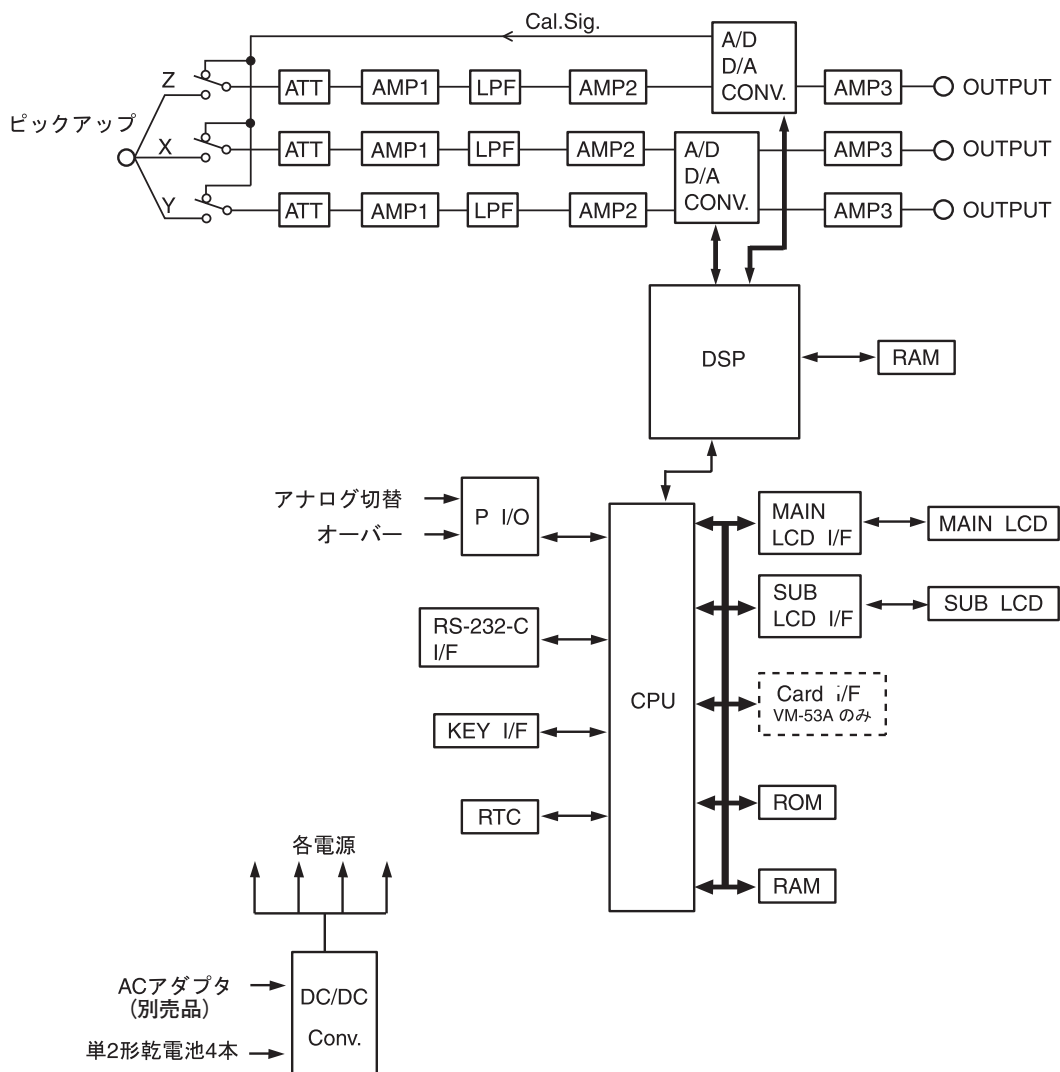 Cal.Sig.
A/D
D/A
CONV.
Z
ATT
AMP1
LPF
AMP2
AMP3
OUTPUT
ピックアップ
X
ATT
AMP1
LPF
AMP2
A/D
D/A
CONV.
AMP3
OUTPUT
Y
ATT
AMP1
LPF
AMP2
AMP3
OUTPUT
DSP
RAM
アナログ切替
オーバー
P I/O
MAIN
LCD I/F
MAIN LCD
SUB
LCD I/F
SUB LCD
RS-232-C
I/F
CPU
Card i/F
VM-53A のみ
KEY I/F
ROM
RTC
RAM
各電源
ACアダプタ
(別売品)
DC/DC
Conv.
単2形乾電池4本